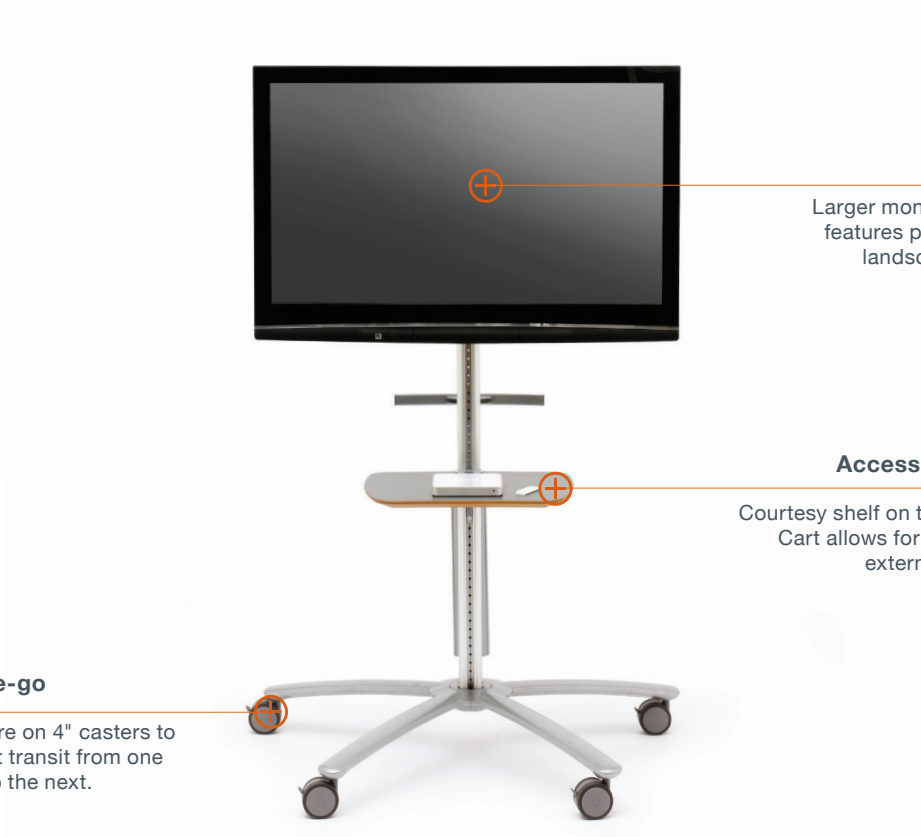 Larger mon
features p
landsc
Access
Courtesy shelf on t
Cart allows for
extern
e-go
re on 4" casters to
t transit from one
the next.